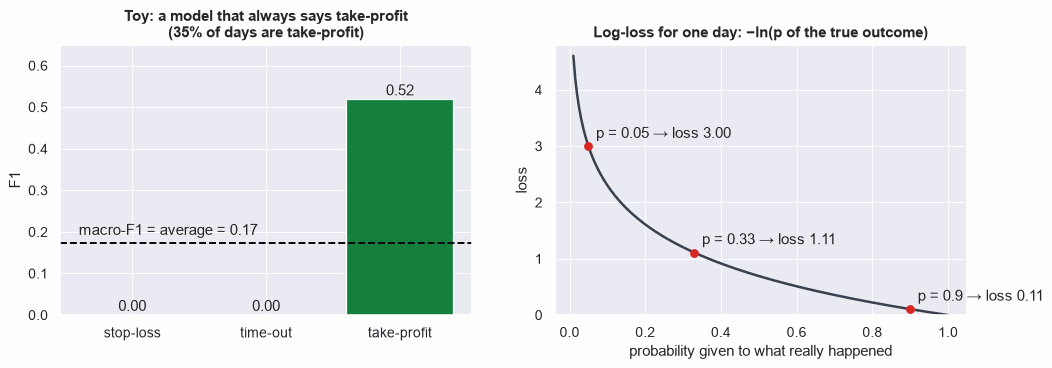 Toy: a model that always says take-profit
(35% of days are take-profit)
F1
0.6
0.5
0.4
0.3
0.2
0.1
0.0
0.52
macro-F1 = average = 0.17
0.00
0.00
stop-loss
time-out
take-profit
Log-loss for one day: −ln(p of the true outcome)
loss
4
3
2
1
0
p = 0.05 → loss 3.00
p = 0.33 → loss 1.11
p = 0.9 → loss 0.11
0.0
0.2
0.4
0.6
0.8
1.0
probability given to what really happened